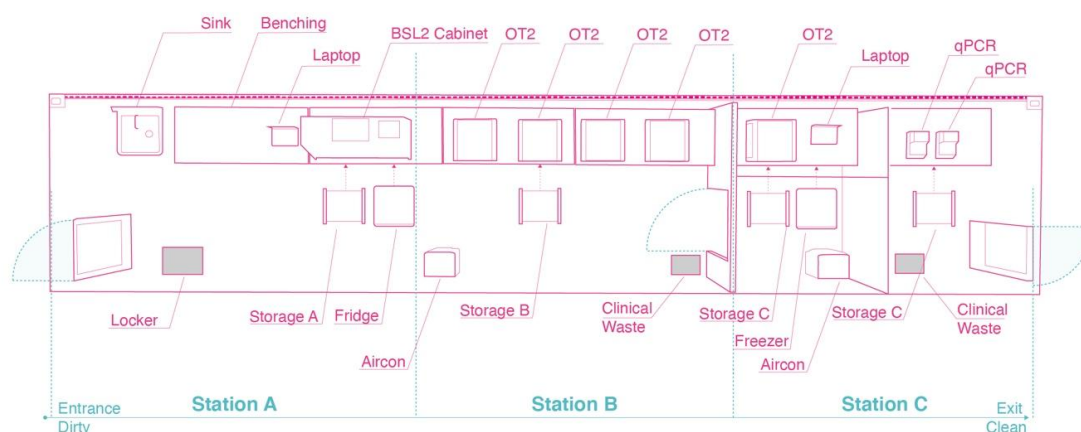 Sink
Benching
Laptop
BSL2 Cabinet
OT2
OT2
OT2
OT2
OT2
Laptop
qPCR
qPCR
Locker
Storage A
Fridge
Aircon
Storage B
Clinical
Waste
Storage C
Freezer
Aircon
Storage C
Clinical
Waste
Entrance
Dirty
Station A
Station B
Station C
Exit
Clean